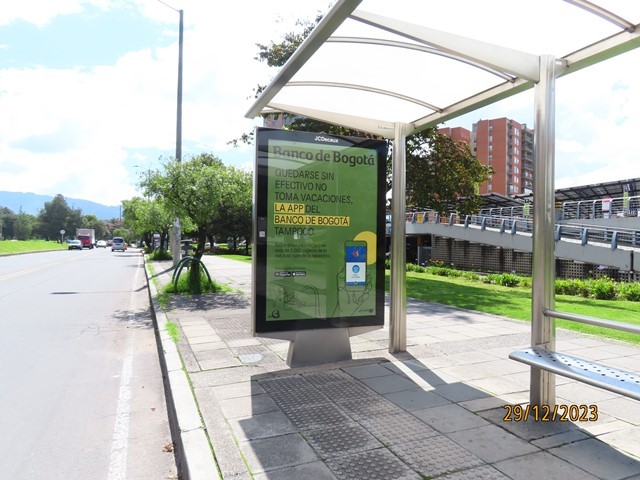 JCDecaux
Banco de Bogotá
QUEDARSE SIN
EFECTIVO NO
TOMA VACACIONES,
LA APP DEL
BANCO DE BOGOTÁ
TAMPOCO.
29/12/2023